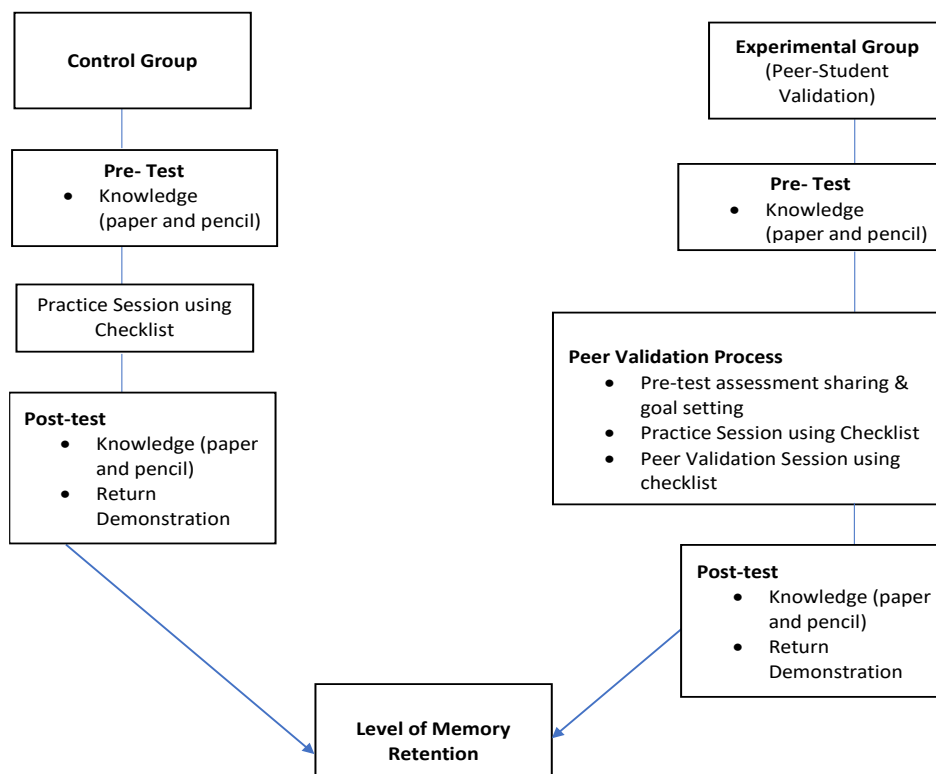 Control Group
Pre- Test
• Knowledge
(paper and pencil)
Practice Session using
Checklist
Post-test
• Knowledge (paper
and pencil)
• Return
Demonstration
Experimental Group
(Peer-Student
Validation)
Pre- Test
• Knowledge
(paper and pencil)
Peer Validation Process
• Pre-test assessment sharing &
goal setting
• Practice Session using Checklist
• Peer Validation Session using
checklist
Post-test
• Knowledge (paper
and pencil)
• Return
Demonstration
Level of Memory
Retention